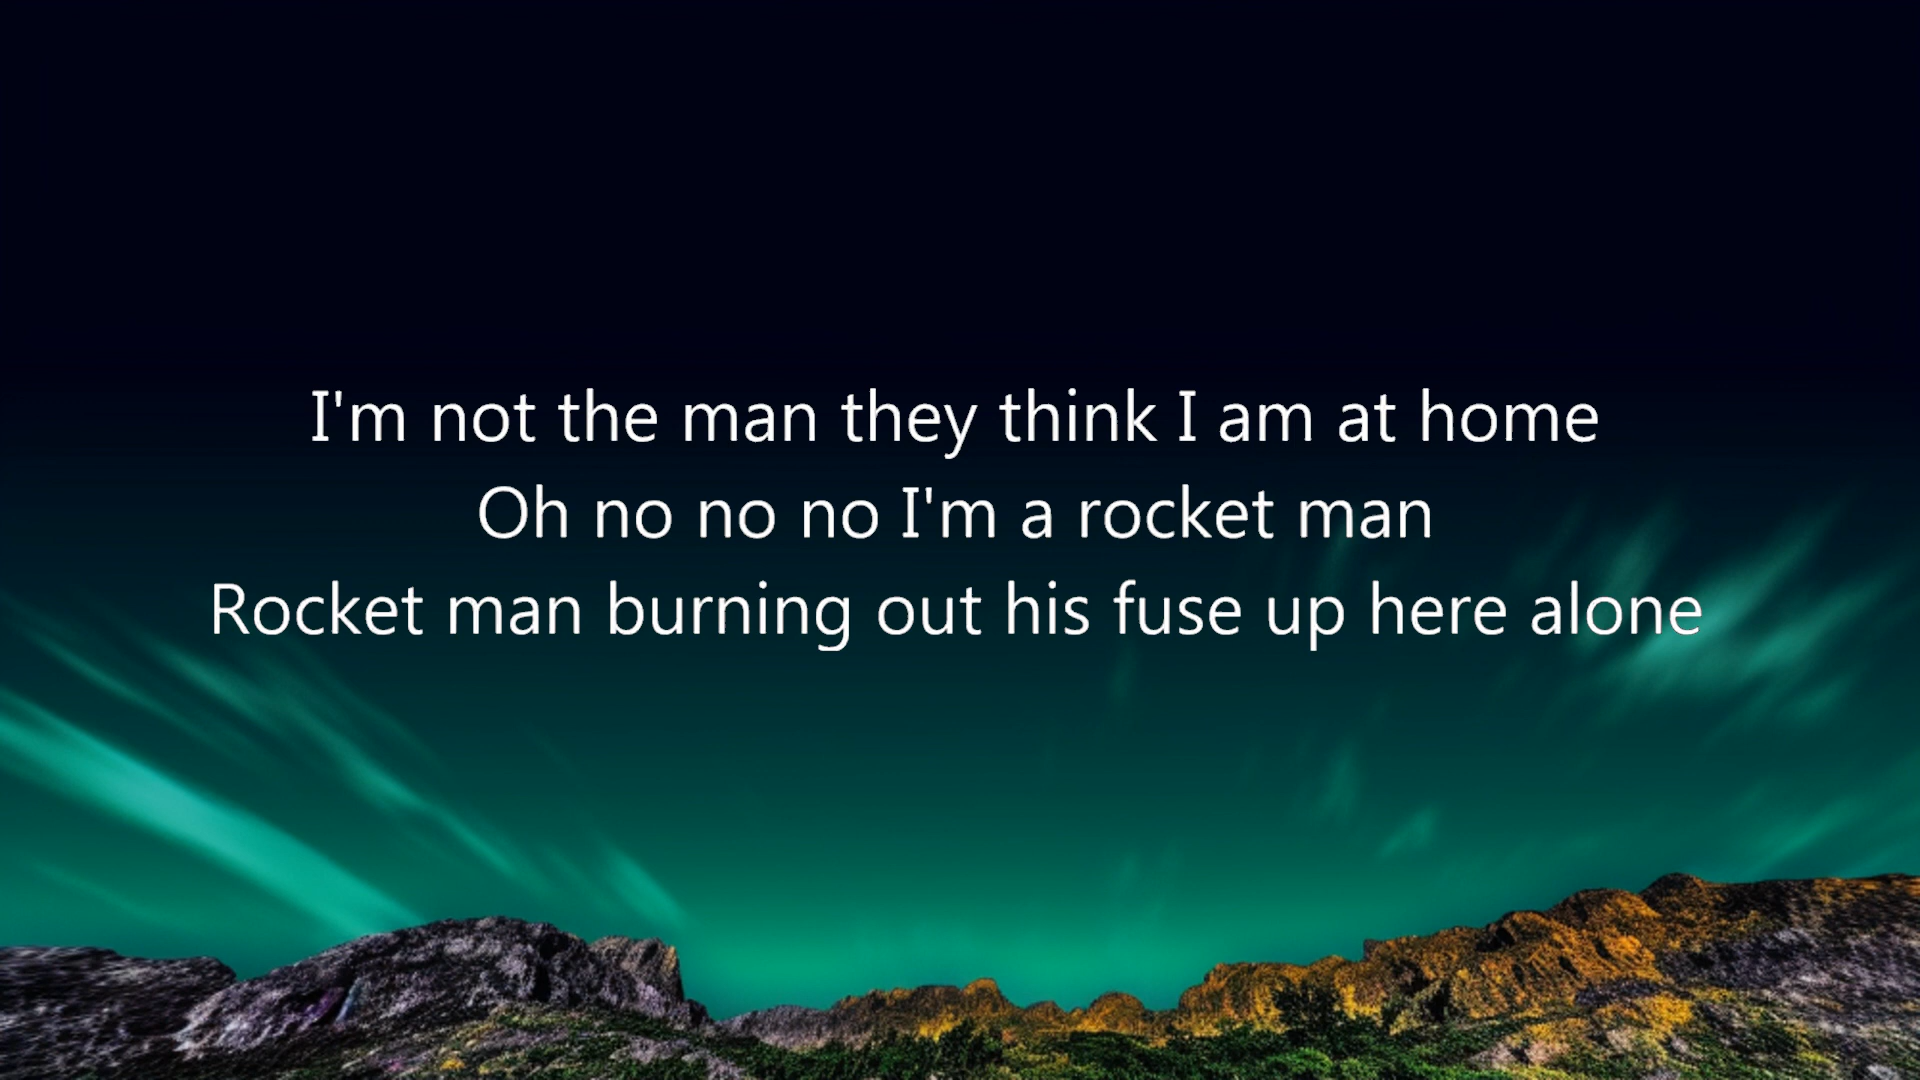 I'm not the man they think I am at home
Oh no no no I'm a rocket man
Rocket man burning out his fuse up here alone